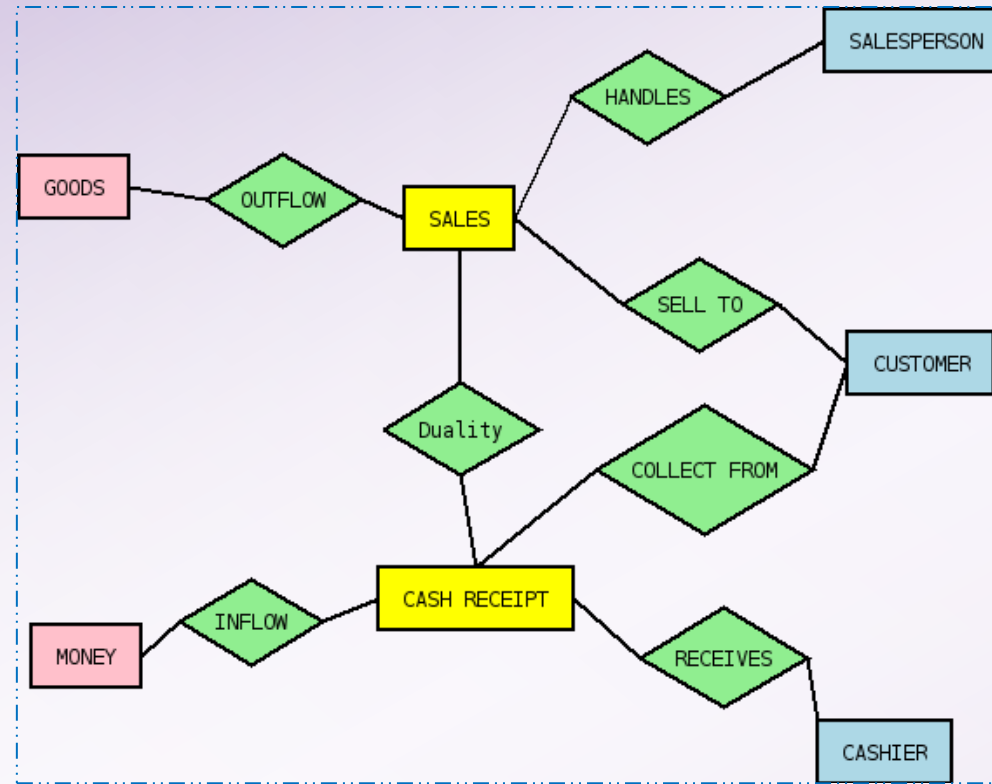 SALESPERSON
HANDLES
GOODS
OUTFLOW
SALES
SELL TO
CUSTOMER
Duality
COLLECT FROM
CASH RECEIPT
INFLOW
MONEY
RECEIVES
CASHIER